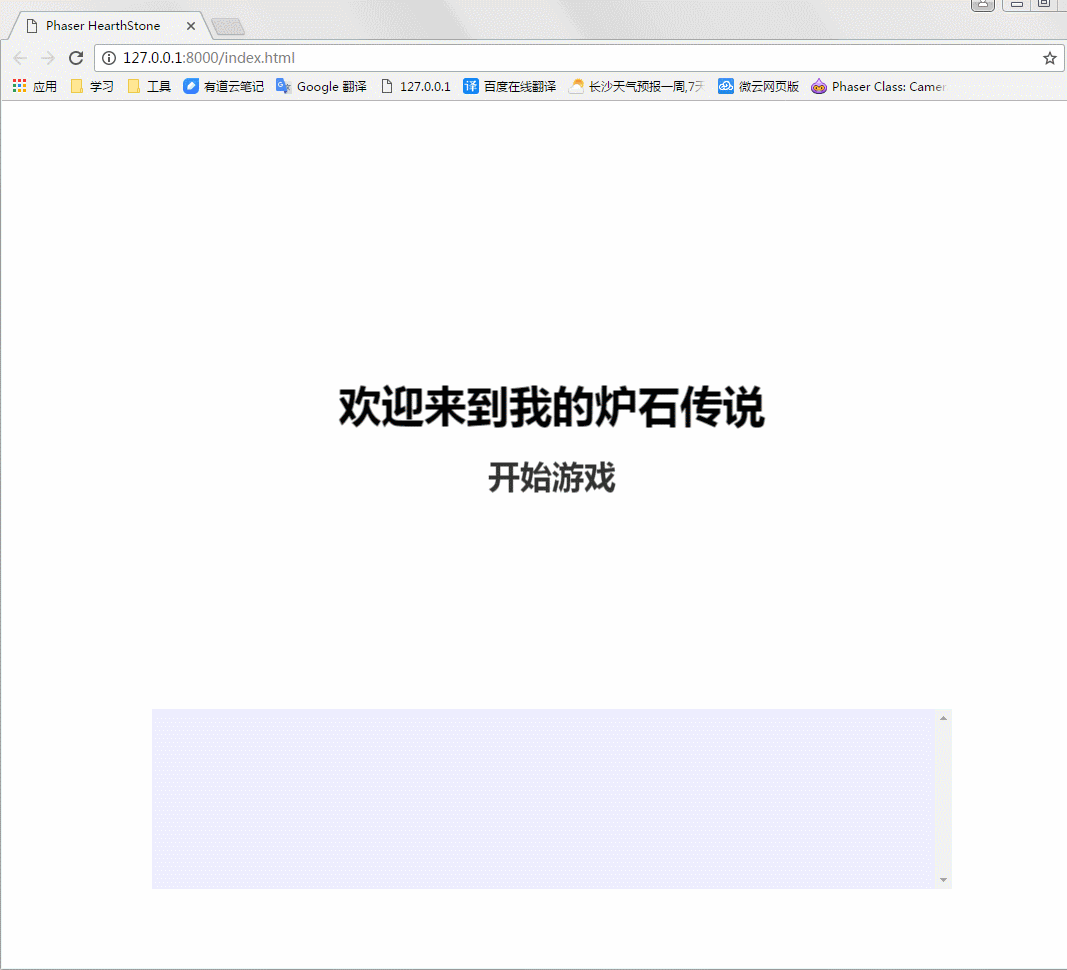 Phaser HearthStone
127.0.0.1:8000/index.html
应用 学习 工具 有道云笔记 Google 翻译 127.0.0.1 百度在线翻译 长沙天气预报一周,7天 微云网页版 Phaser Class: Camer
欢迎来到我的炉石传说
开始游戏